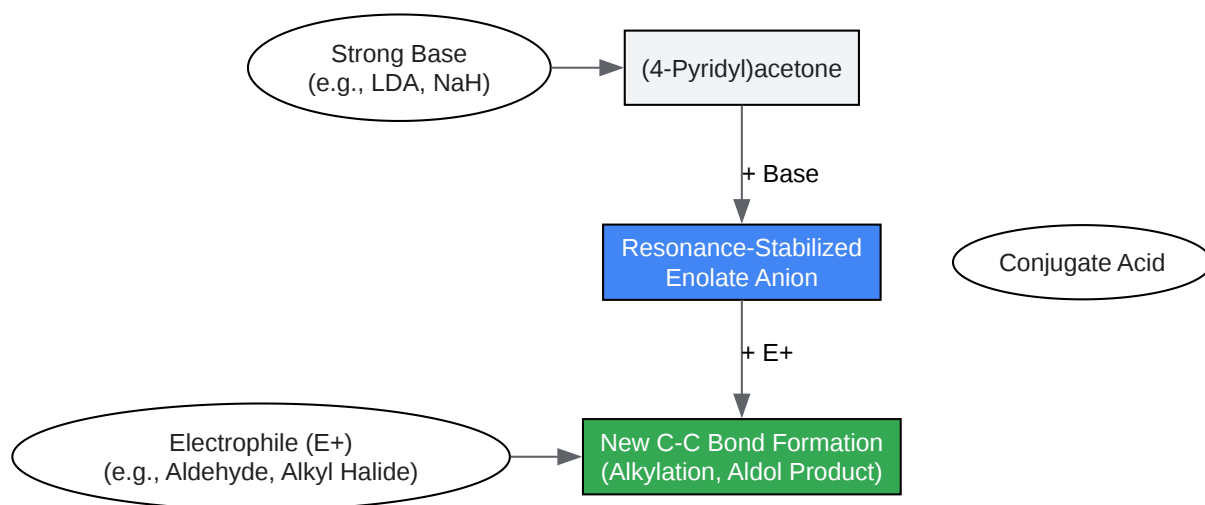 Strong Base
(e.g., LDA, NaH)
(4-Pyridyl)acetone
+ Base
Resonance-Stabilized
Enolate Anion
Conjugate Acid
+ E+
Electrophile (E+)
(e.g., Aldehyde, Alkyl Halide)
New C-C Bond Formation
(Alkylation, Aldol Product)